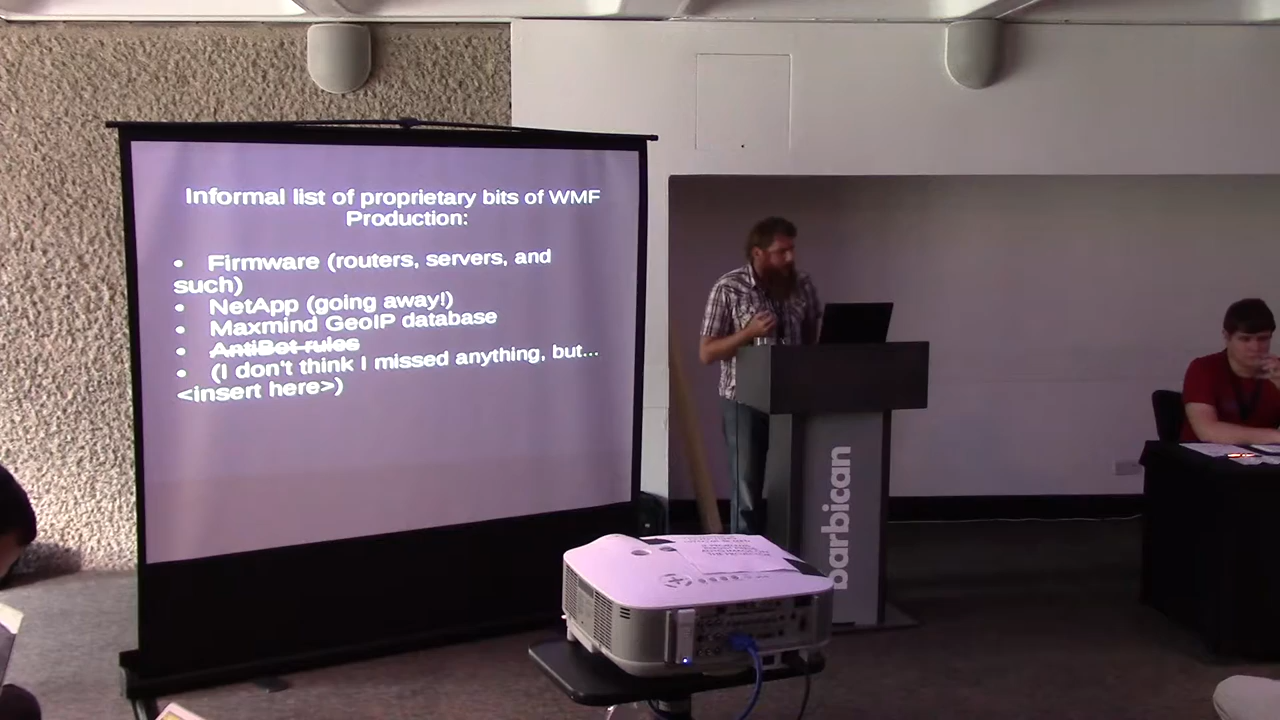 Informal list of proprietary bits of WMF
Production:
• Firmware (routers, servers, and
such)
• NetApp (going away!)
• Maxmind GeoIP database
• AntiBot rules
• (I don't think I missed anything, but...
<insert here>)
barbican